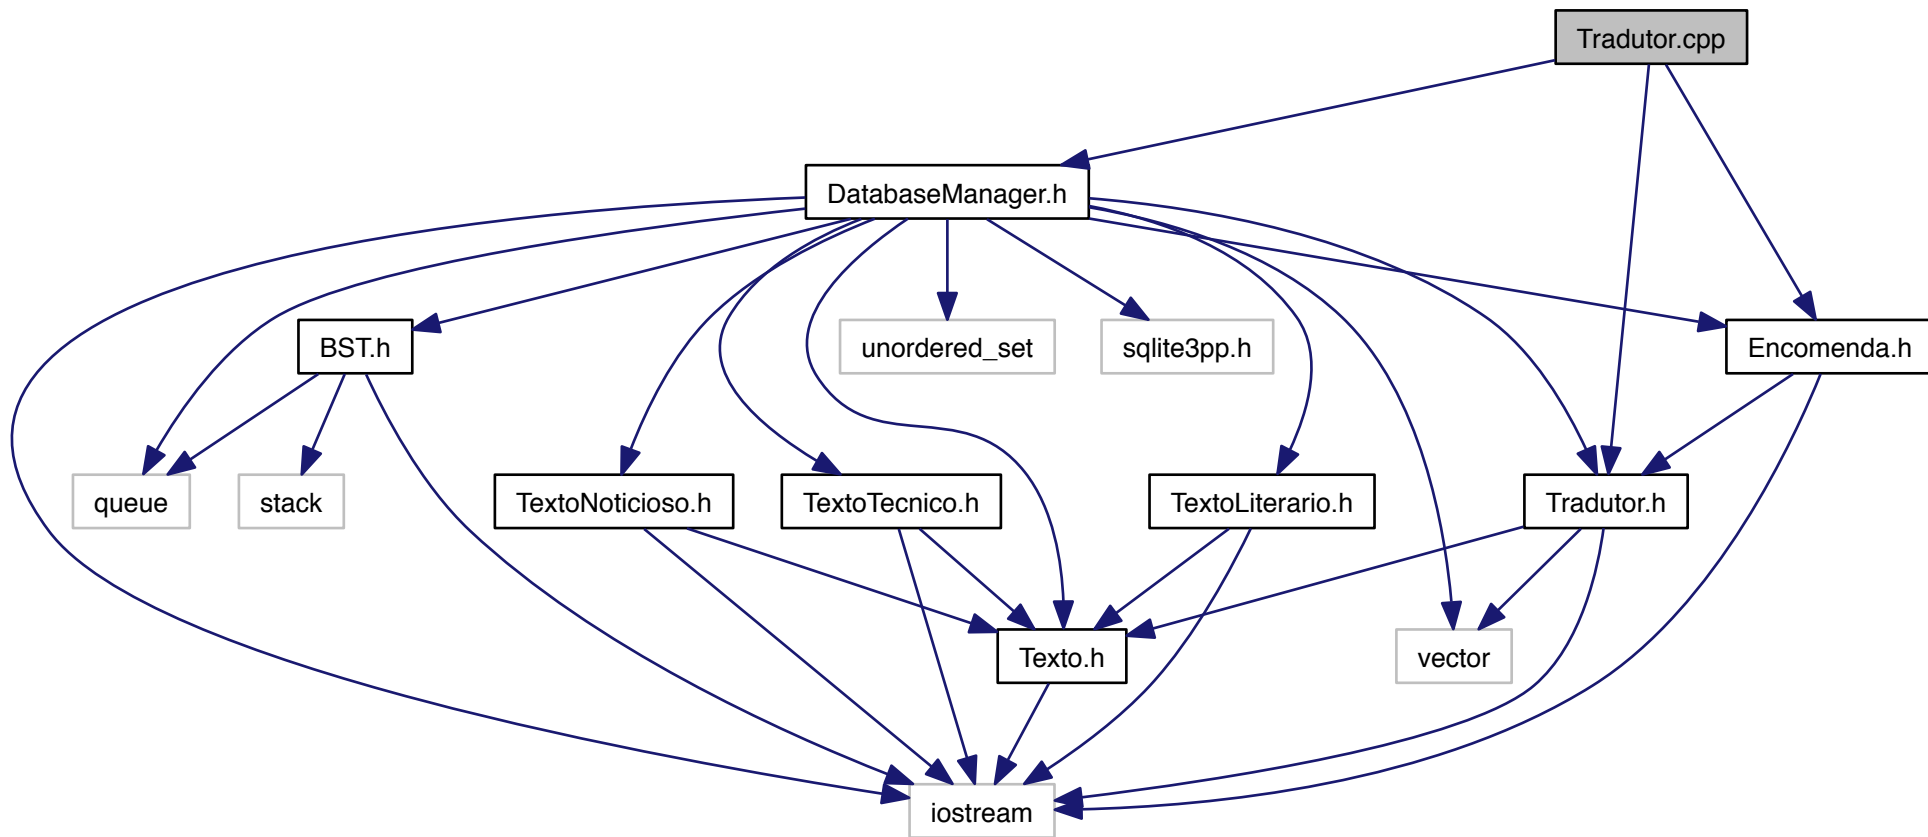 Tradutor.cpp
DatabaseManager.h
BST.h
unordered_set
sqlite3pp.h
Encomenda.h
queue
stack
TextoNoticioso.h
TextoTecnico.h
TextoLiterario.h
Tradutor.h
Texto.h
vector
iostream